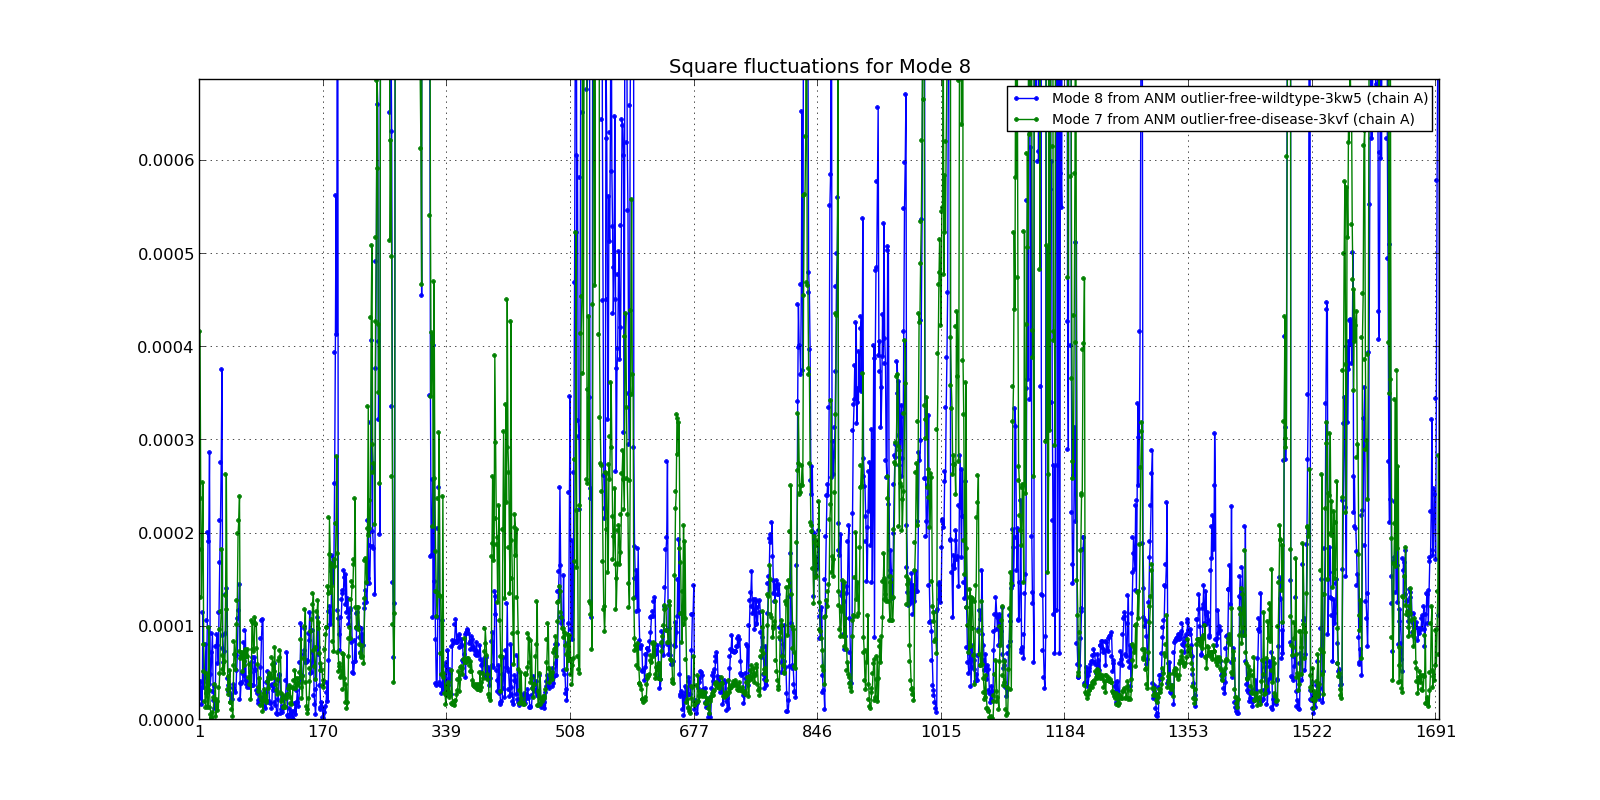 Square fluctuations for Mode 8
Mode 8 from ANM outlier-free-wildtype-3kw5 (chain A)
Mode 7 from ANM outlier-free-disease-3kvf (chain A)
0.0006
0.0005
0.0004
0.0003
0.0002
0.0001
0.0000
1 170 339 508 677 846 1015 1184 1353 1522 1691